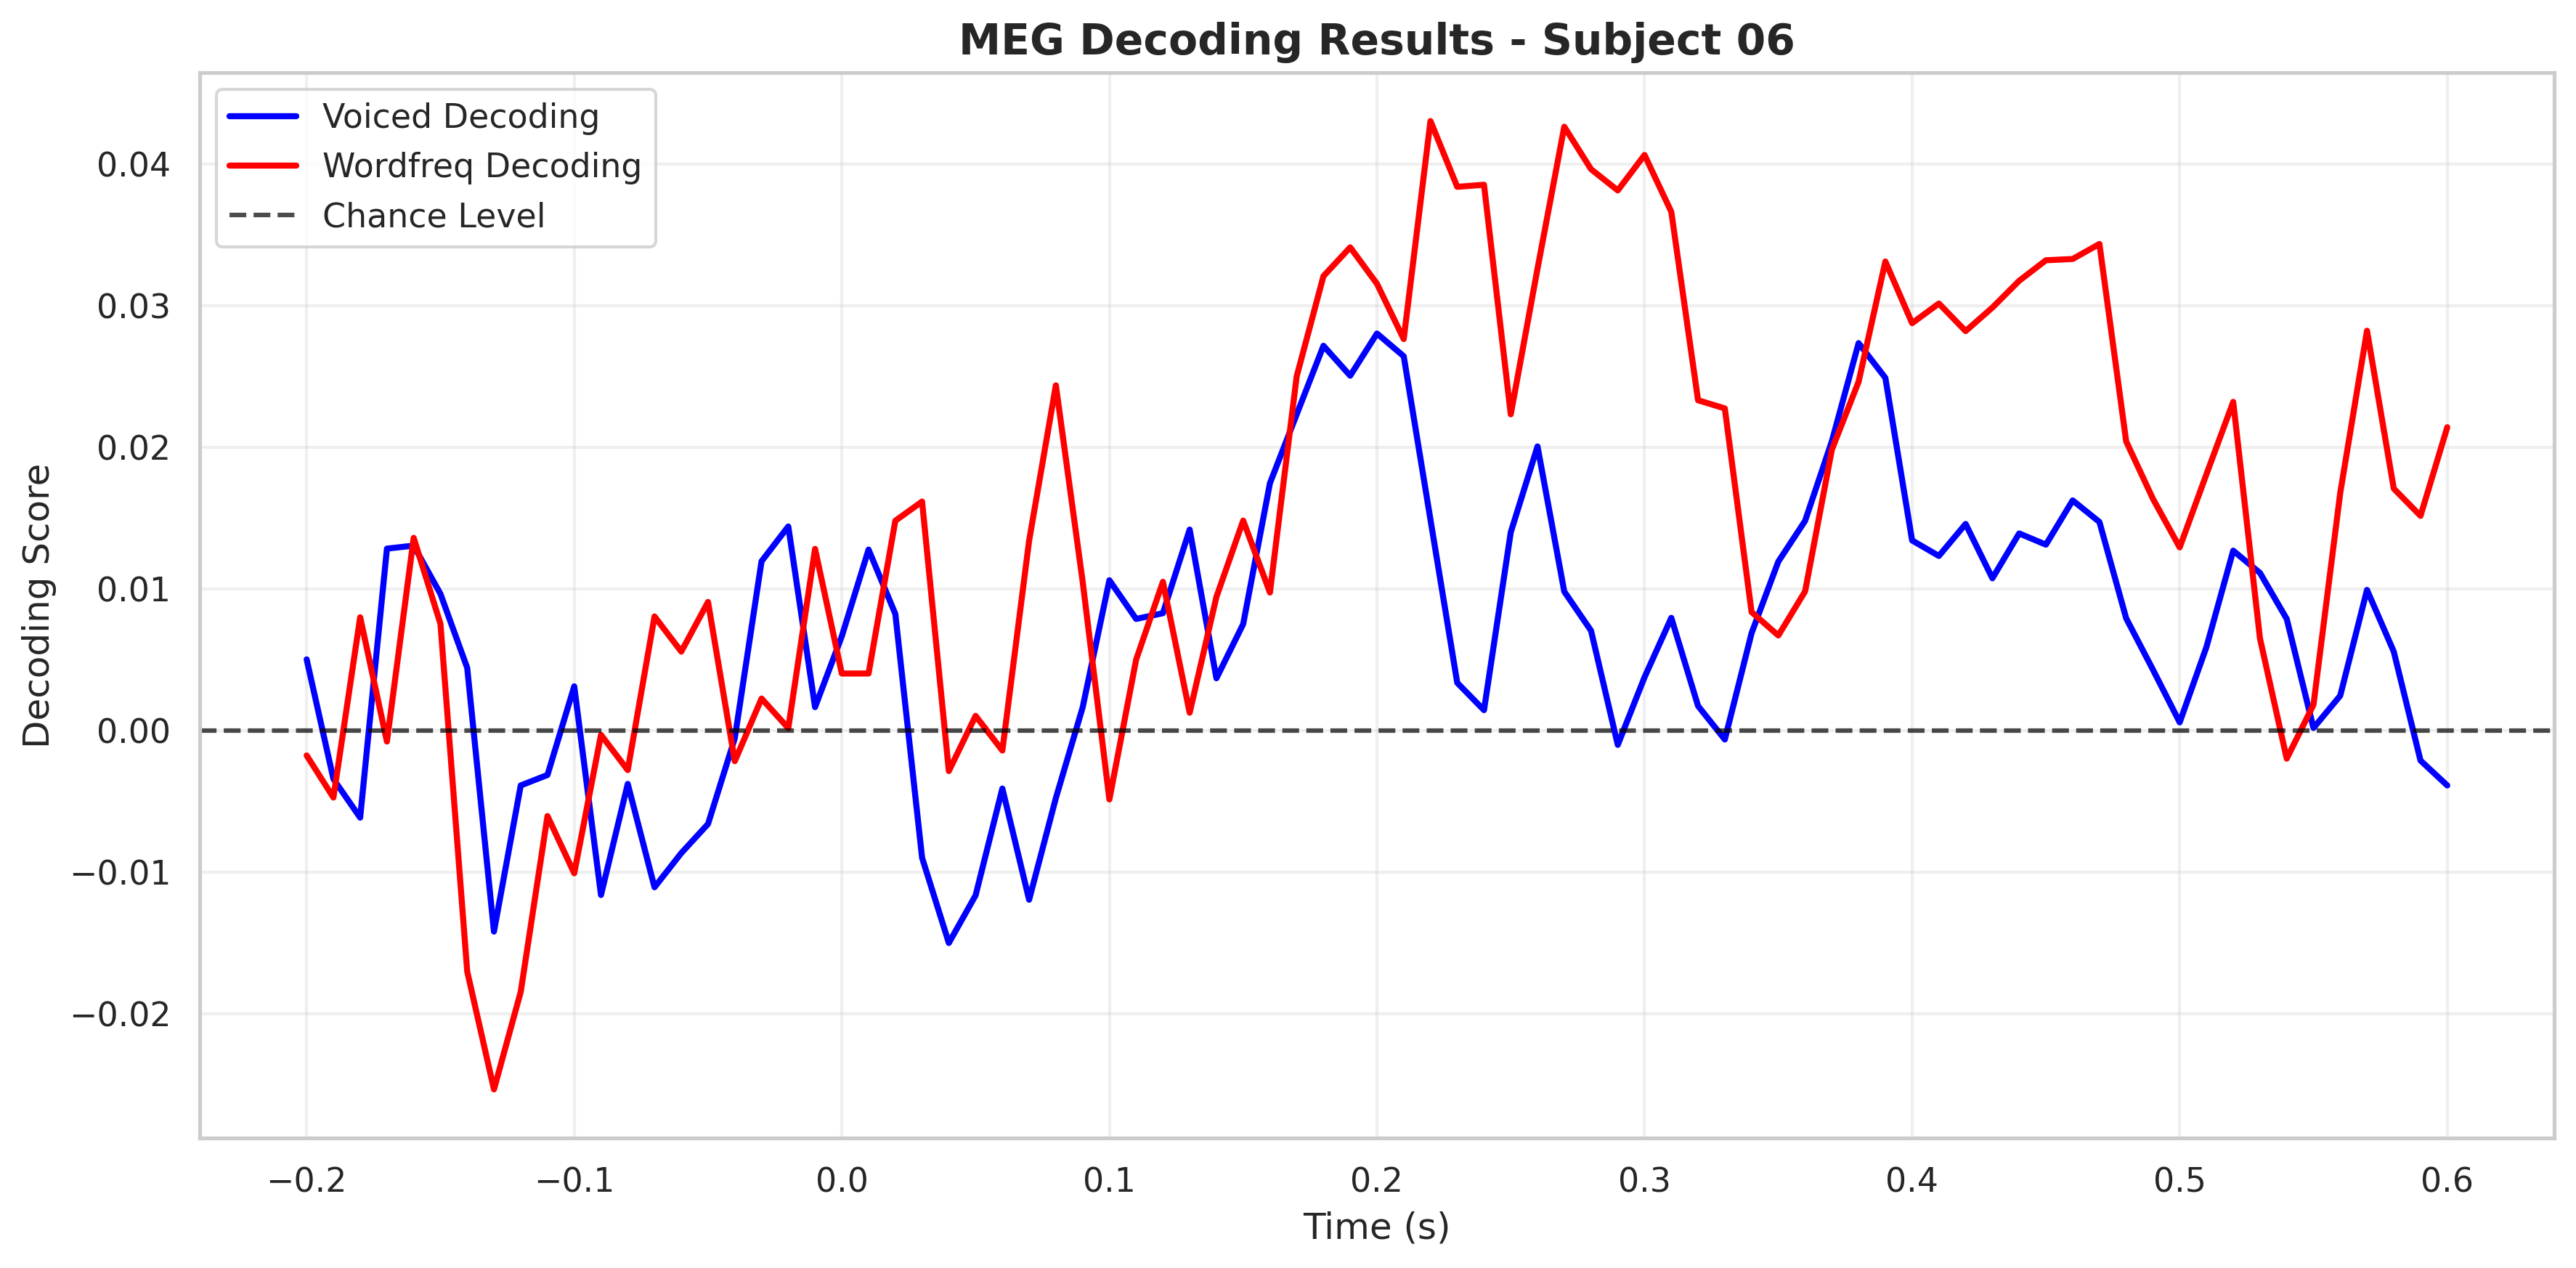 MEG Decoding Results - Subject 06
Voiced Decoding
Wordfreq Decoding
Chance Level
Decoding Score
0.04
0.03
0.02
0.01
0.00
−0.01
−0.02
−0.2 −0.1 0.0 0.1 0.2 0.3 0.4 0.5 0.6
Time (s)